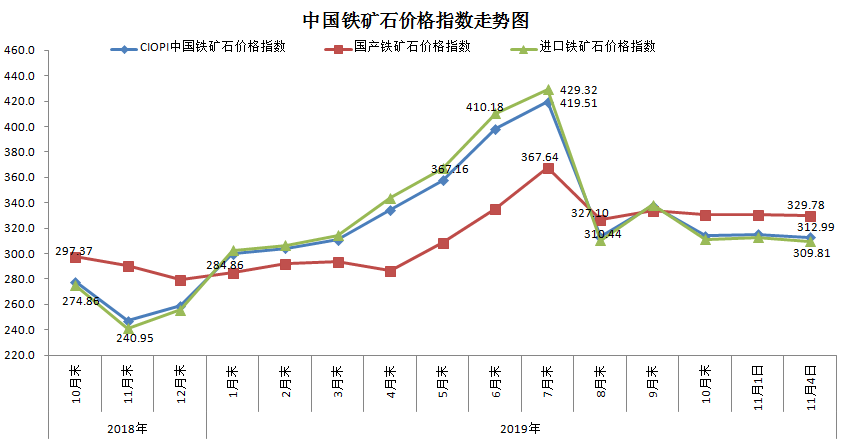 中国铁矿石价格指数走势图
CIOPI中国铁矿石价格指数
国产铁矿石价格指数
进口铁矿石价格指数
460.0
440.0
420.0
400.0
380.0
360.0
340.0
320.0
300.0
280.0
260.0
240.0
220.0
297.37
274.86
240.95
284.86
367.16
410.18
429.32
419.51
367.64
327.10
310.44
329.78
312.99
309.81
10月末
11月末
12月末
1月末
2月末
3月末
4月末
5月末
6月末
7月末
8月末
9月末
10月末
11月1日
11月4日
2018年
2019年